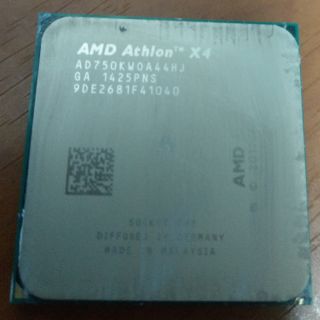 AMD Athlon™ X4
AD750KWOA44HJ
GA 1425PNS
9DE2681F41040
AMD
DIFFUSED IN GERMANY
MADE IN MALAYSIA